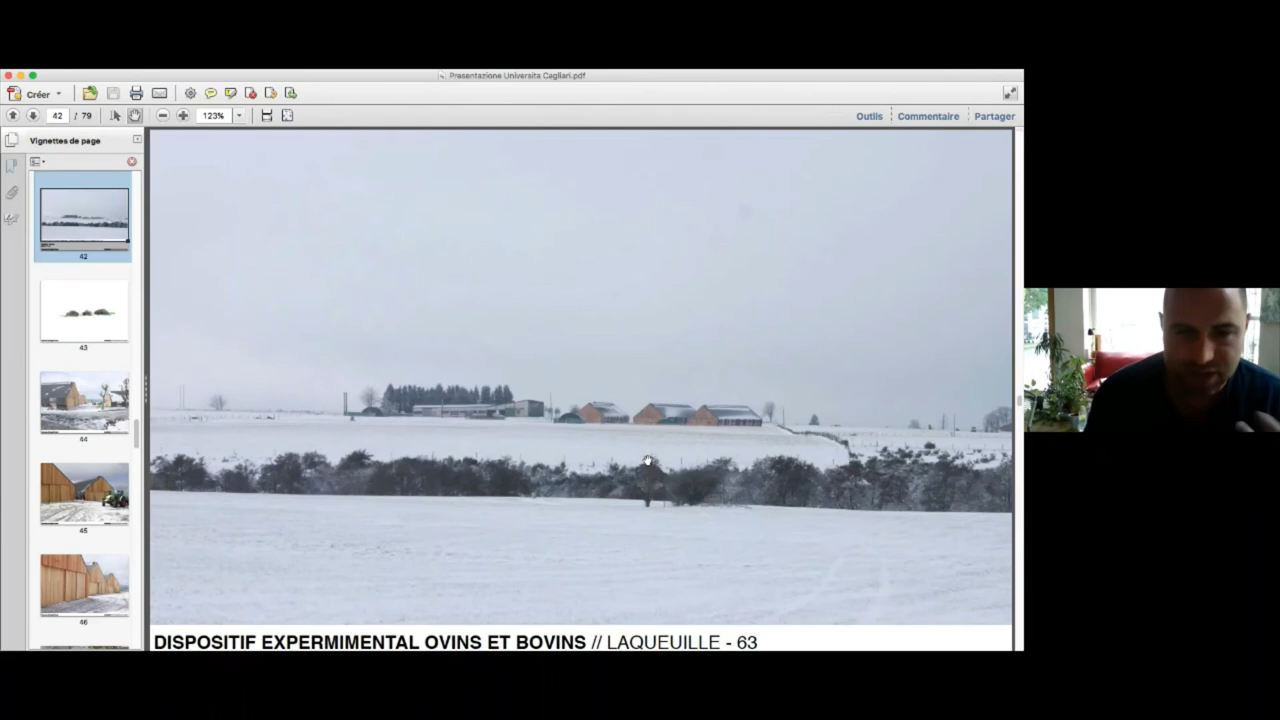 Presentazione Universita Cagliari.pdf
Créer
42 / 79 123% Outils Commentaire Partager
Vignettes de page
42
43
44
45
46
DISPOSITIF EXPERMIMENTAL OVINS ET BOVINS // LAQUEUILLE - 63